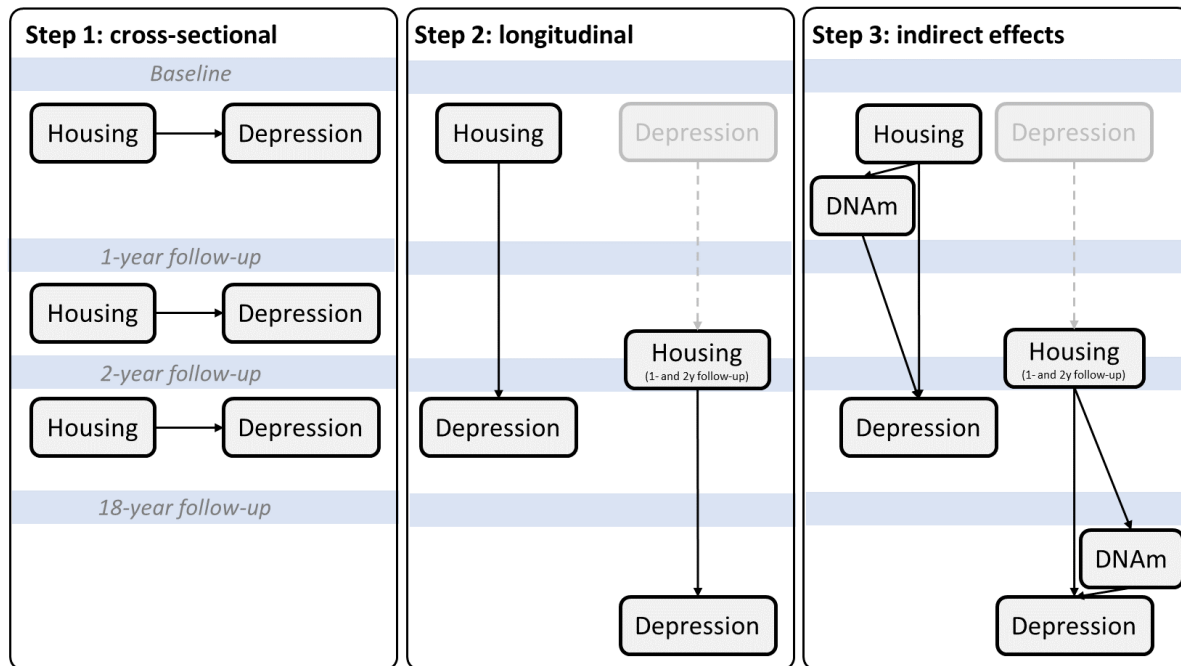 Step 1: cross-sectional
Baseline
Housing
Depression
1-year follow-up
Housing
Depression
2-year follow-up
Housing
Depression
18-year follow-up
Step 2: longitudinal
Housing
Depression
Housing
(1- and 2y follow-up)
Depression
Depression
Step 3: indirect effects
Housing
Depression
DNAm
Housing
(1- and 2y follow-up)
Depression
DNAm
Depression